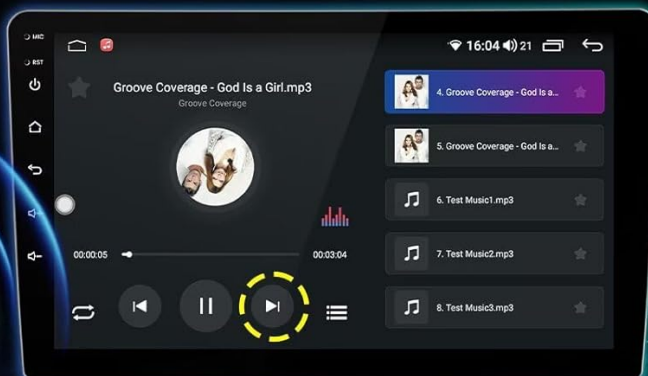 MIC
RST
16:04
21
Groove Coverage - God Is a Girl.mp3
Groove Coverage
00:00:05
00:03:04
4. Groove Coverage - God Is a...
5. Groove Coverage - God Is a...
6. Test Music1.mp3
7. Test Music2.mp3
8. Test Music3.mp3